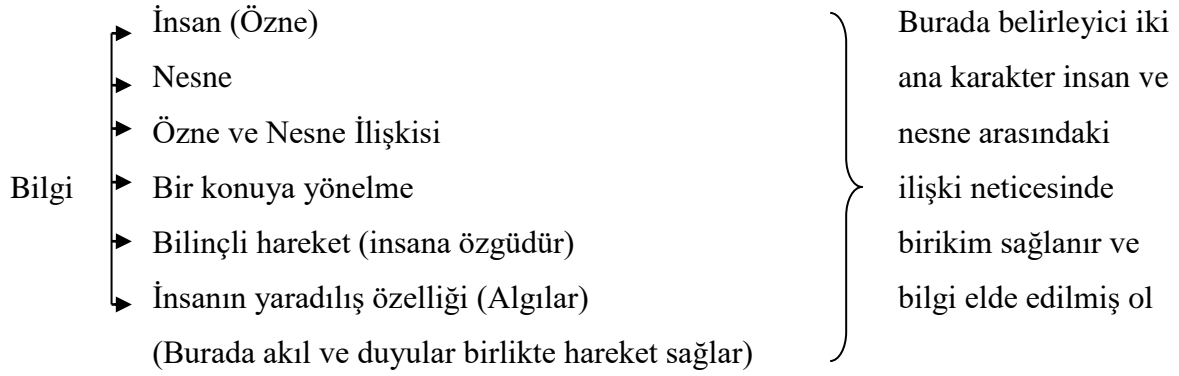 İnsan (Özne)
Nesne
Özne ve Nesne İlişkisi
Bilgi
Bir konuya yönelme
Bilinçli hareket (insana özgüdür)
İnsanın yaradılış özelliği (Algılar)
(Burada akıl ve duyular birlikte hareket sağlar)
Burada belirleyici iki
ana karakter insan ve
nesne arasındaki
ilişki neticesinde
birikim sağlanır ve
bilgi elde edilmiş ol